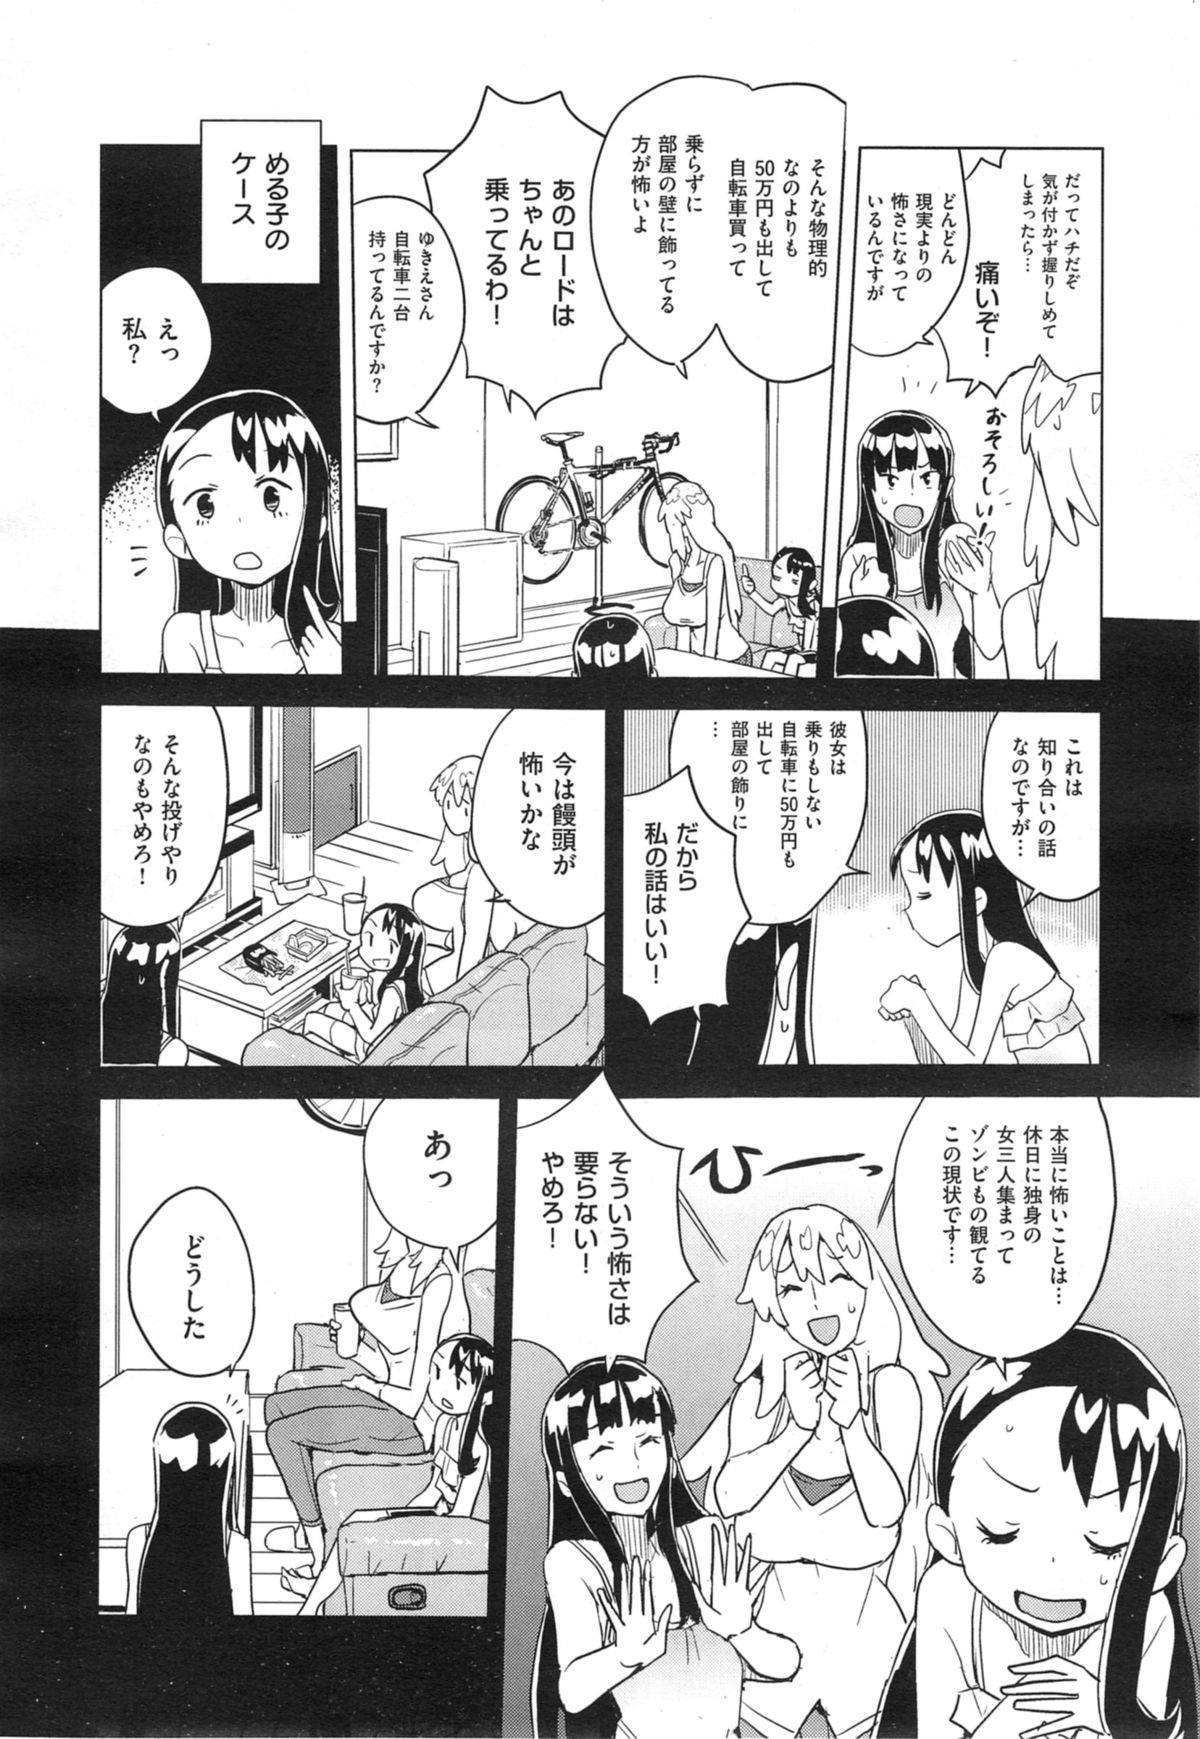 だってハチだぞ
気が付かず握りしめて
しまったら…
痛いぞ!
おそろしい!
どんどん
現実よりの
怖さになって
いるんですが
そんな物理的
なのよりも
50万円も出して
自転車買って
乗らずに
部屋の壁に飾ってる
方が怖いよ
あのロードは
ちゃんと
乗ってるわ!
ゆきえさん
自転車二台
持ってるんですか?
める子の
ケース
えっ
私?
これは
知り合いの話
なのですが…
彼女は
乗りもしない
自転車に50万円も
出して
部屋の飾りに
…
だから
私の話はいい!
今は饅頭が
怖いかな
そんな投げやり
なのもやめろ!
本当に怖いことは…
休日に独身の
女三人集まって
ゾンビもの観てる
この現状です…
ひーっ
そういう怖さは
要らない!
やめろ!
あっ
どうした